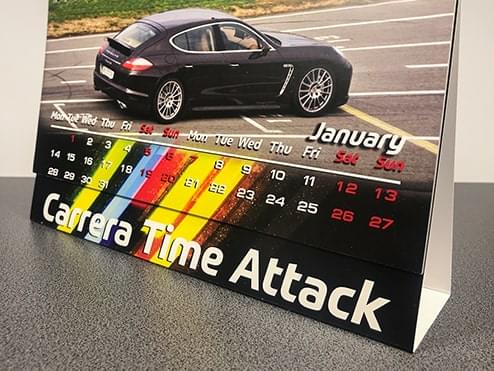 January
Mon Tue Wed Thu Fri Sat Sun Mon Tue Wed Thu Fri Sat Sun
1 2 3 4 5 6 7 8 9 10 11 12 13
14 15 16 17 18 19 20 21 22 23 24 25 26 27
28 29 30 31
Carrera Time Attack